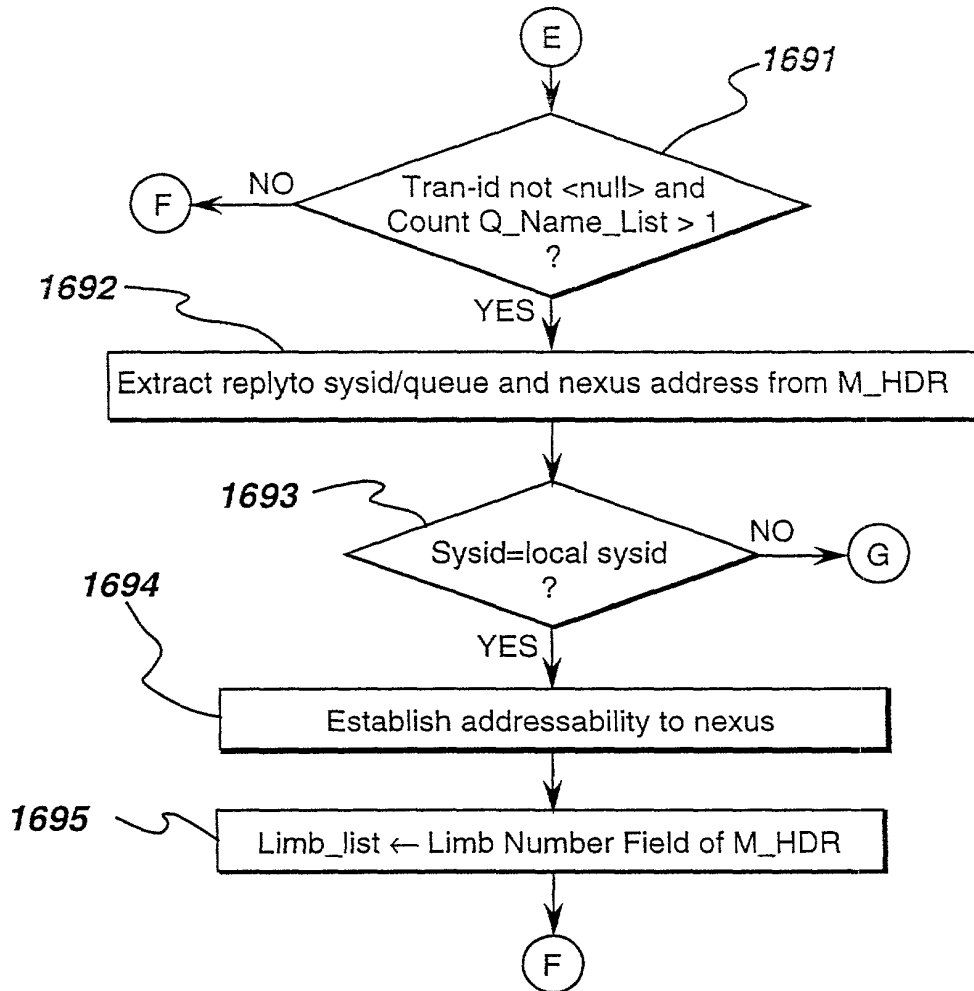 E
1691
Tran-id not <null> and
Count Q_Name_List > 1
?
NO
F
YES
1692
Extract replyto sysid/queue and nexus address from M_HDR
1693
Sysid=local sysid
?
NO
G
YES
1694
Establish addressability to nexus
1695
Limb_list ← Limb Number Field of M_HDR
F